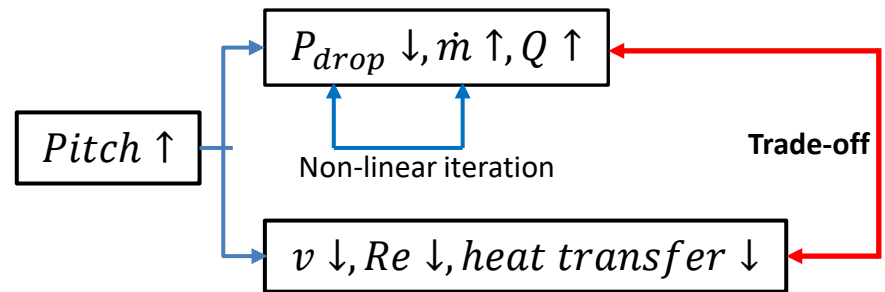 P_drop ↓, ṁ ↑, Q ↑
Pitch ↑
Non-linear iteration
Trade-off
v ↓, Re ↓, heat transfer ↓